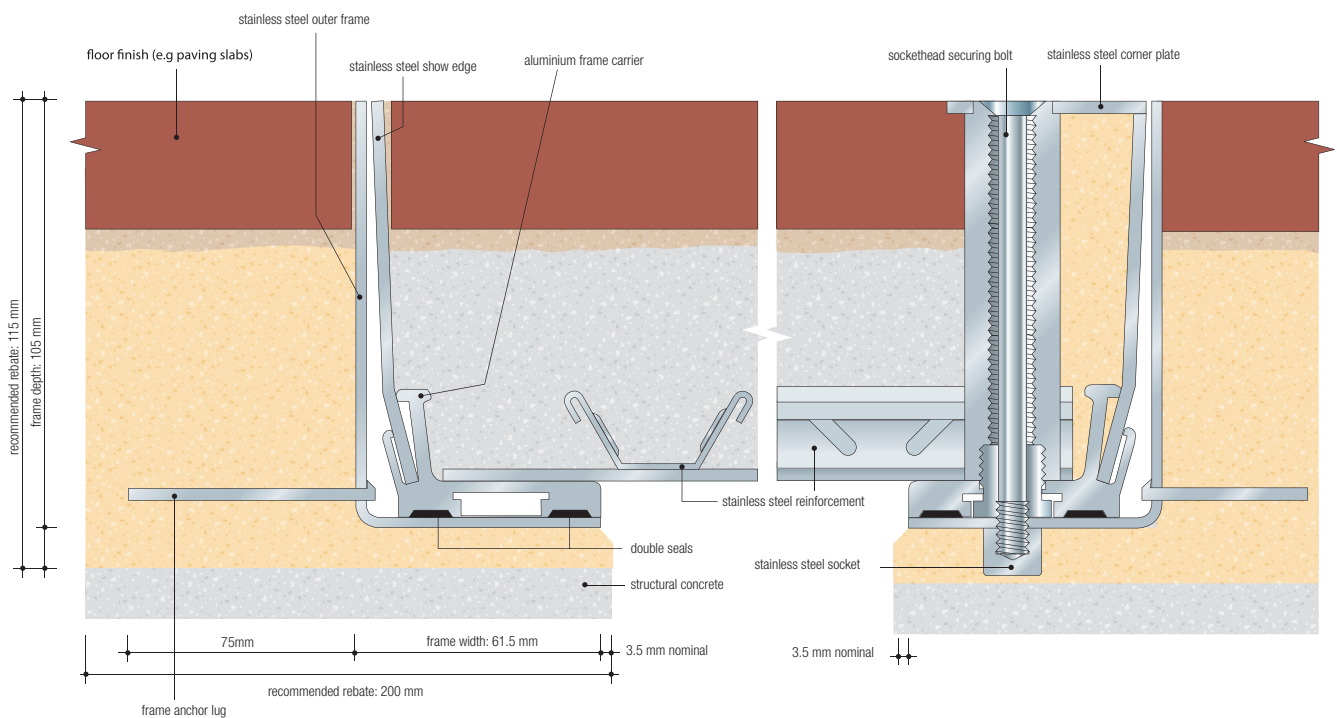 stainless steel outer frame
floor finish (e.g paving slabs)
stainless steel show edge
aluminium frame carrier
sockethead securing bolt
stainless steel corner plate
recommended rebate: 115 mm
frame depth: 105 mm
stainless steel reinforcement
double seals
stainless steel socket
structural concrete
75mm
frame width: 61.5 mm
3.5 mm nominal
3.5 mm nominal
recommended rebate: 200 mm
frame anchor lug